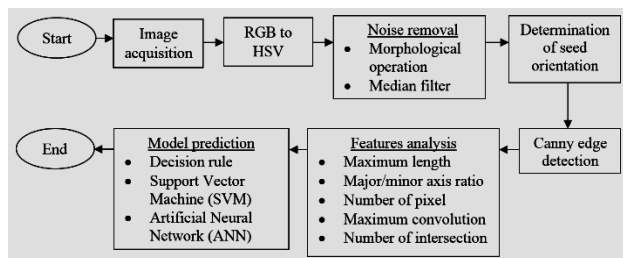 Start
Image
acquisition
RGB to
HSV
Noise removal
• Morphological
operation
• Median filter
Determination
of seed
orientation
Canny edge
detection
Features analysis
• Maximum length
• Major/minor axis ratio
• Number of pixel
• Maximum convolution
• Number of intersection
Model prediction
• Decision rule
• Support Vector
Machine (SVM)
• Artificial Neural
Network (ANN)
End